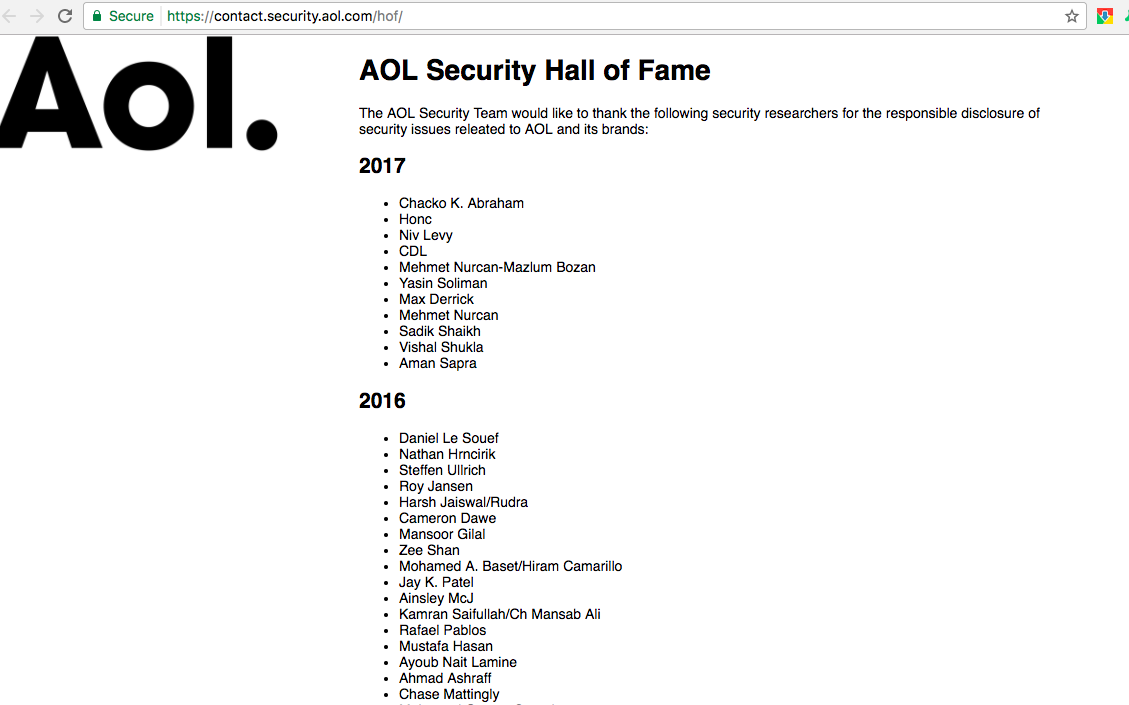 Secure https://contact.security.aol.com/hof/
Aol.
AOL Security Hall of Fame
The AOL Security Team would like to thank the following security researchers for the responsible disclosure of
security issues releated to AOL and its brands:
2017
Chacko K. Abraham
Honc
Niv Levy
CDL
Mehmet Nurcan-Mazlum Bozan
Yasin Soliman
Max Derrick
Mehmet Nurcan
Sadik Shaikh
Vishal Shukla
Aman Sapra
2016
Daniel Le Souef
Nathan Hrncirik
Steffen Ullrich
Roy Jansen
Harsh Jaiswal/Rudra
Cameron Dawe
Mansoor Gilal
Zee Shan
Mohamed A. Baset/Hiram Camarillo
Jay K. Patel
Ainsley McJ
Kamran Saifullah/Ch Mansab Ali
Rafael Pablos
Mustafa Hasan
Ayoub Nait Lamine
Ahmad Ashraff
Chase Mattingly